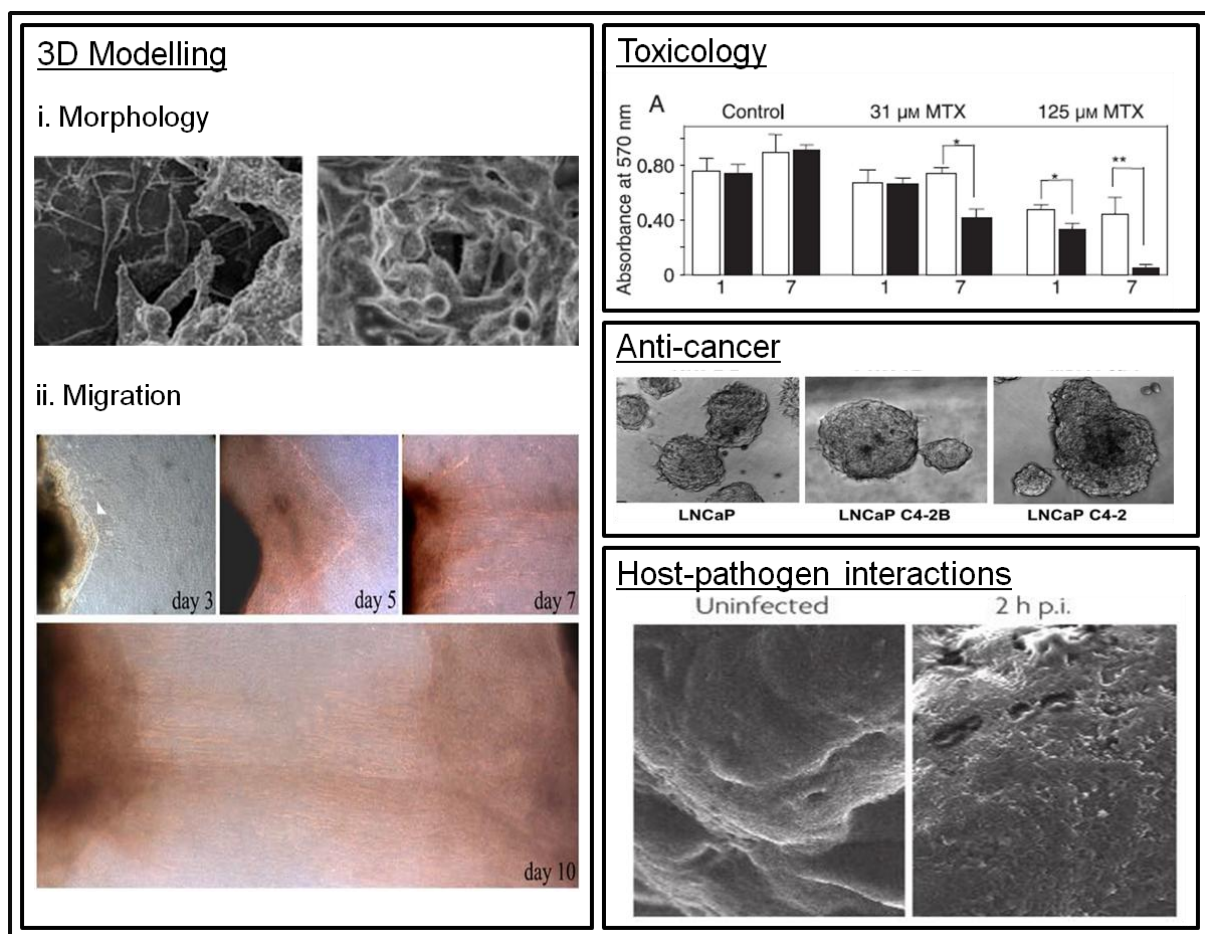 3D Modelling
i. Morphology
ii. Migration
day 3
day 5
day 7
day 10
Toxicology
A
Control
31 µM MTX
125 µM MTX
Absorbance at 570 nm
0.80
0.40
0
*
*
**
1
7
1
7
1
7
Anti-cancer
LNCaP
LNCaP C4-2B
LNCaP C4-2
Host-pathogen interactions
Uninfected
2 h p.i.